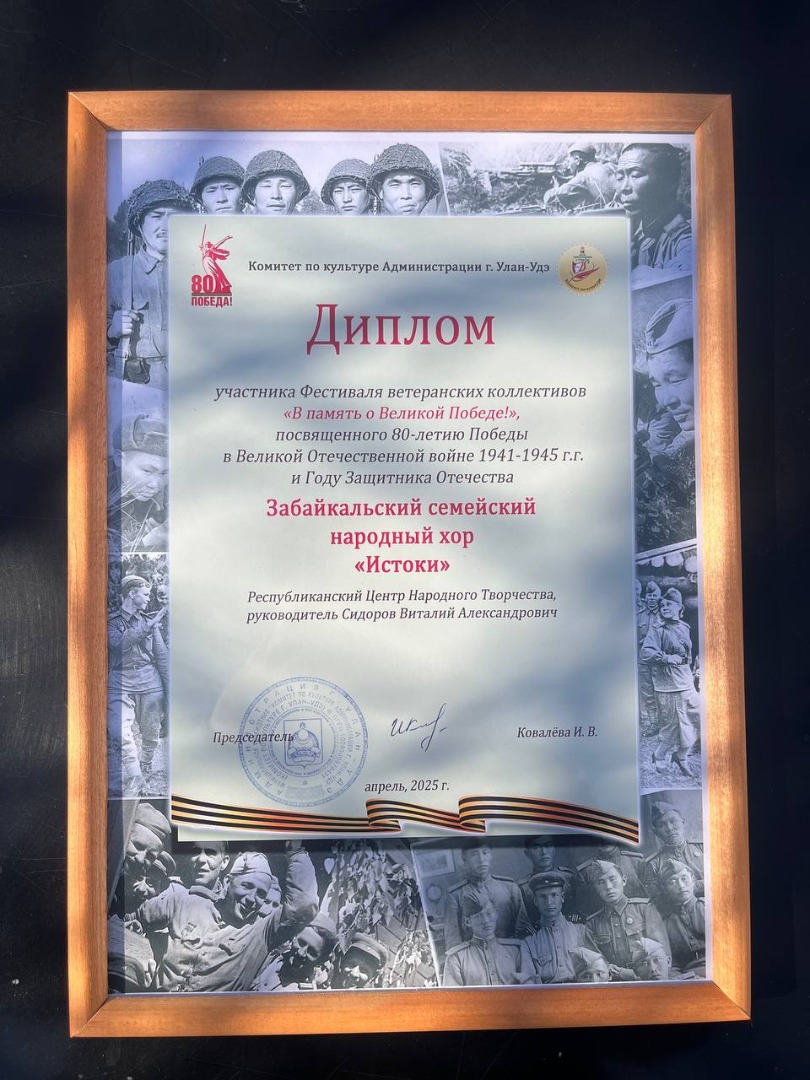 80
ПОБЕДА!
Комитет по культуре Администрации г. Улан-Удэ
Диплом
участника Фестиваля ветеранских коллективов
«В память о Великой Победе!»,
посвященного 80-летию Победы
в Великой Отечественной войне 1941-1945 г.г.
и Году Защитника Отечества
Забайкальский семейский
народный хор
«Истоки»
Республиканский Центр Народного Творчества,
руководитель Сидоров Виталий Александрович
Председатель
Ковалёва И. В.
апрель, 2025 г.